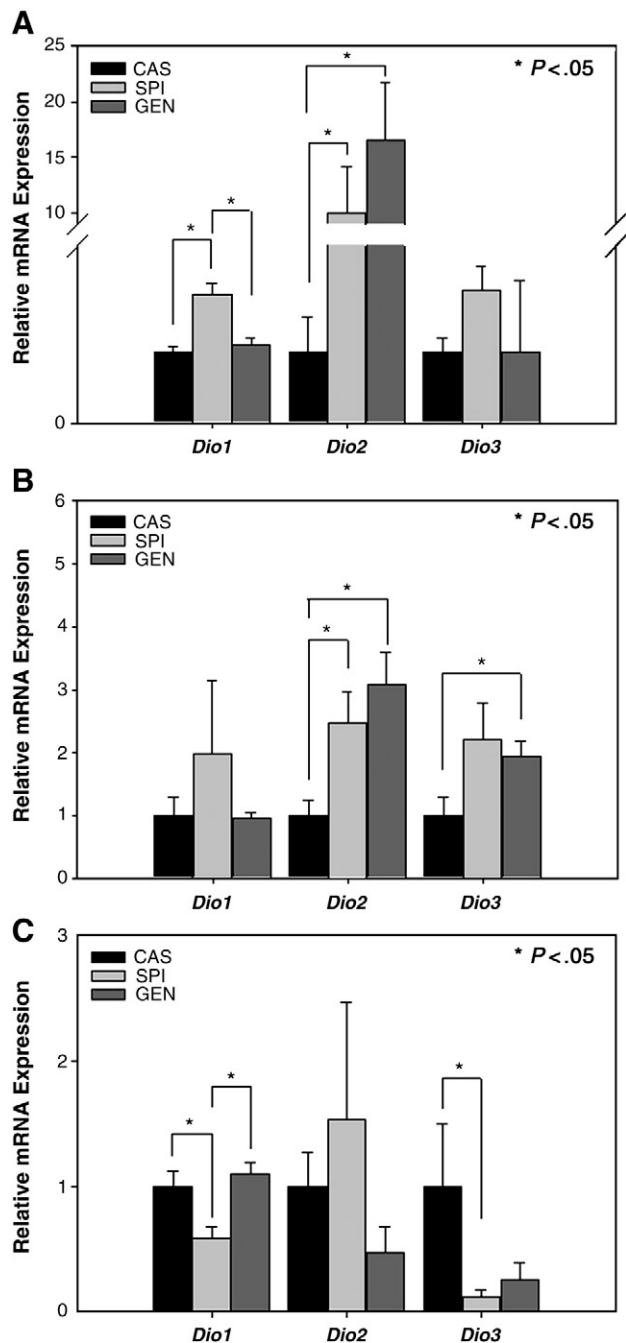 A
Relative mRNA Expression
25
20
15
10
0
CAS
SPI
GEN
* P<.05
*
*
*
*
Dio1 Dio2 Dio3
B
Relative mRNA Expression
6
5
4
3
2
1
0
CAS
SPI
GEN
* P<.05
*
*
*
Dio1 Dio2 Dio3
C
Relative mRNA Expression
3
2
1
0
CAS
SPI
GEN
* P<.05
*
*
*
Dio1 Dio2 Dio3